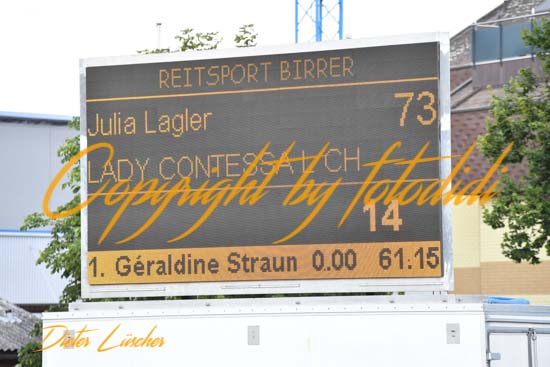 REITSPORT BIRRER
Julia Lagler 73
LADY CONTESSA L CH
Copyright by fotodidi
14
1. Géraldine Straun 0.00 61:15
Dieter Lüscher